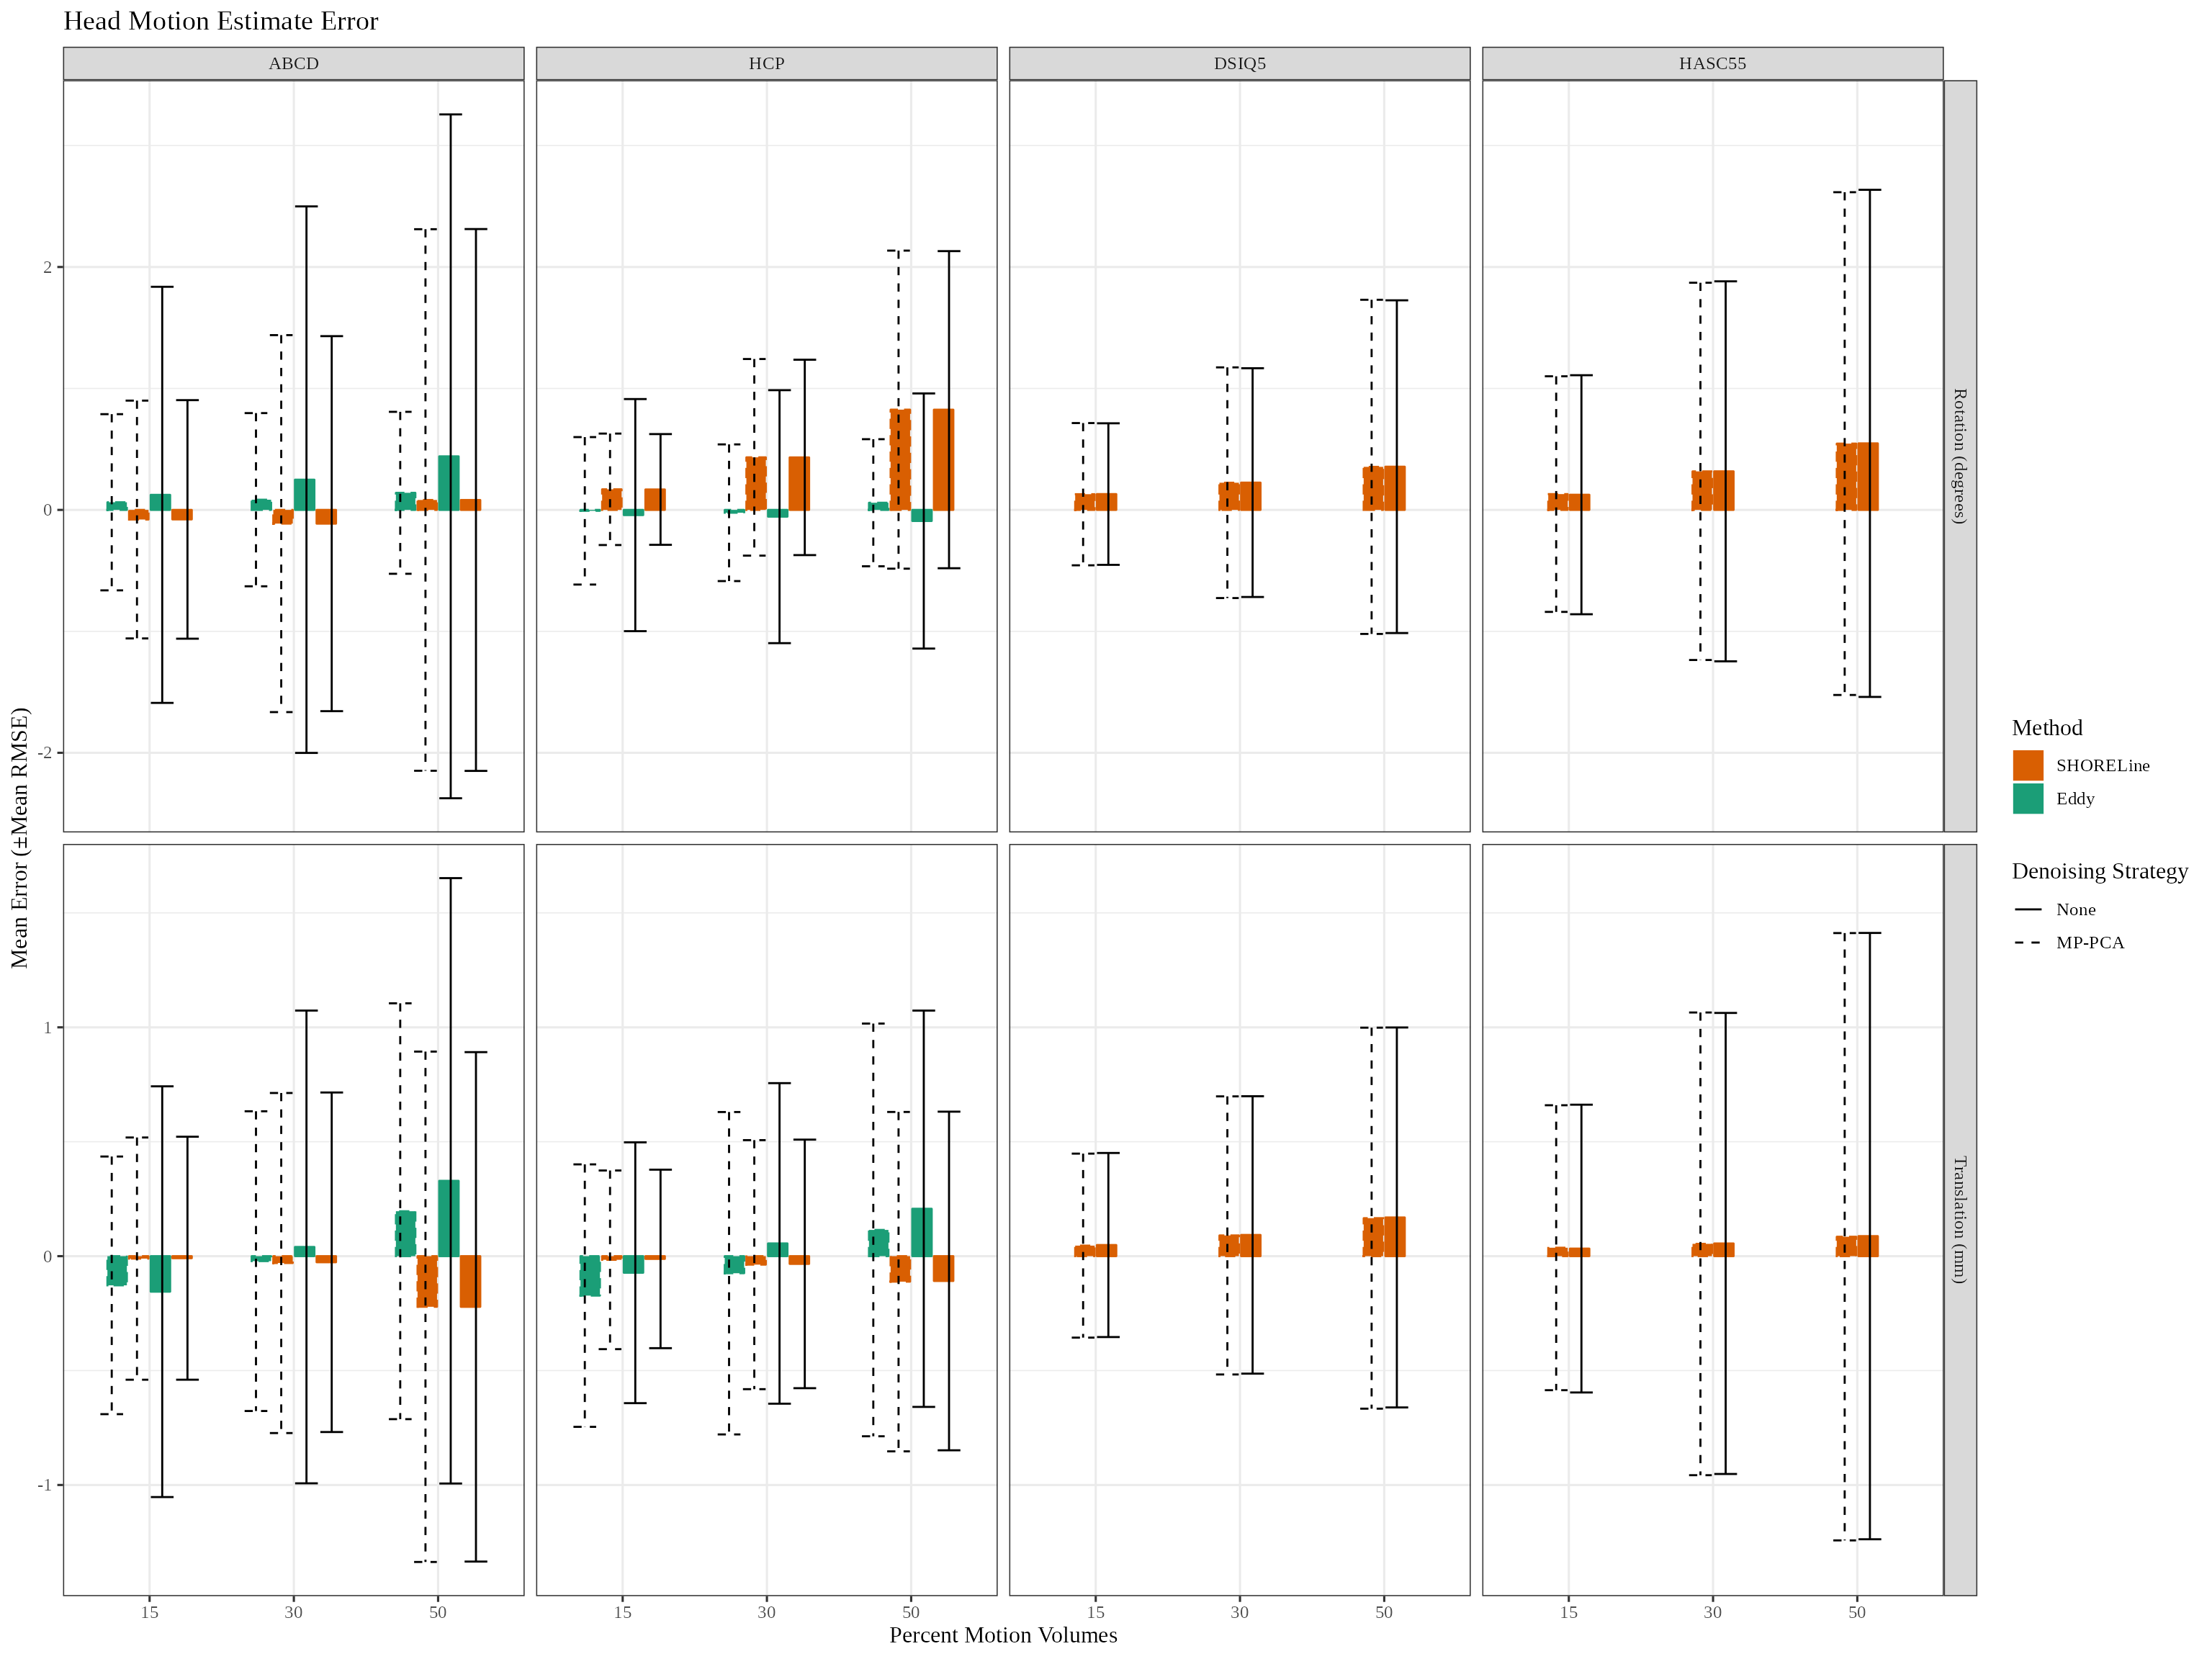 Head Motion Estimate Error
ABCD HCP DSIQ5 HASC55
Mean Error (±Mean RMSE)
2
0
-2
Rotation (degrees)
1
0
-1
Translation (mm)
15 30 50 15 30 50 15 30 50 15 30 50
Percent Motion Volumes
Method
SHORELine
Eddy
Denoising Strategy
None
MP-PCA